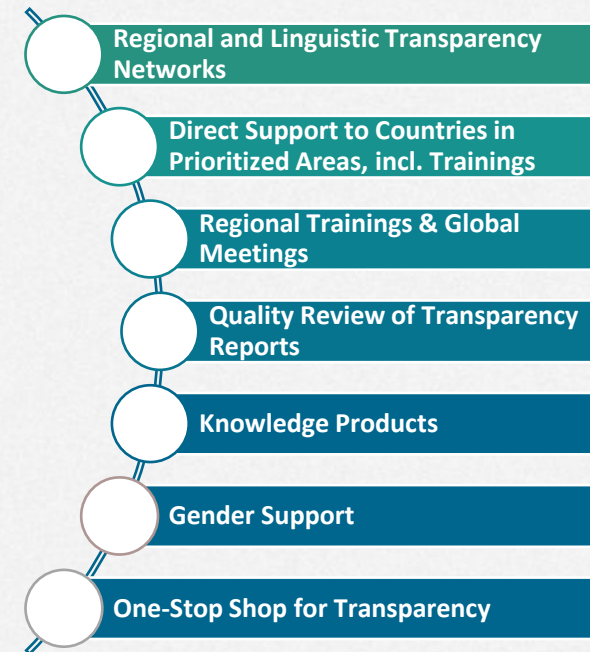 Regional and Linguistic Transparency
Networks
Direct Support to Countries in
Prioritized Areas, incl. Trainings
Regional Trainings & Global
Meetings
Quality Review of Transparency
Reports
Knowledge Products
Gender Support
One-Stop Shop for Transparency